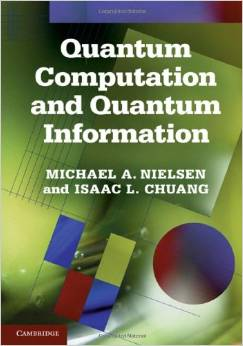 Quantum
Computation
and Quantum
Information
MICHAEL A. NIELSEN
and ISAAC L. CHUANG
CAMBRIDGE